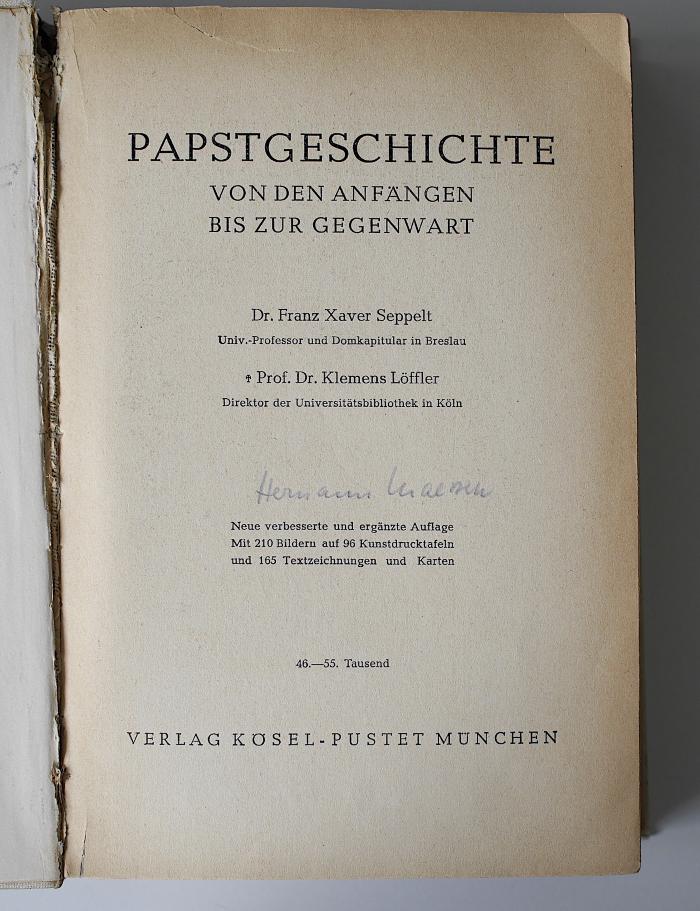 PAPSTGESCHICHTE
VON DEN ANFÄNGEN
BIS ZUR GEGENWART
Dr. Franz Xaver Seppelt
Univ.-Professor und Domkapitular in Breslau
✝ Prof. Dr. Klemens Löffler
Direktor der Universitätsbibliothek in Köln
Hermann
Neue verbesserte und ergänzte Auflage
Mit 210 Bildern auf 96 Kunstdrucktafeln
und 165 Textzeichnungen und Karten
46.—55. Tausend
VERLAG KÖSEL-PUSTET MÜNCHEN